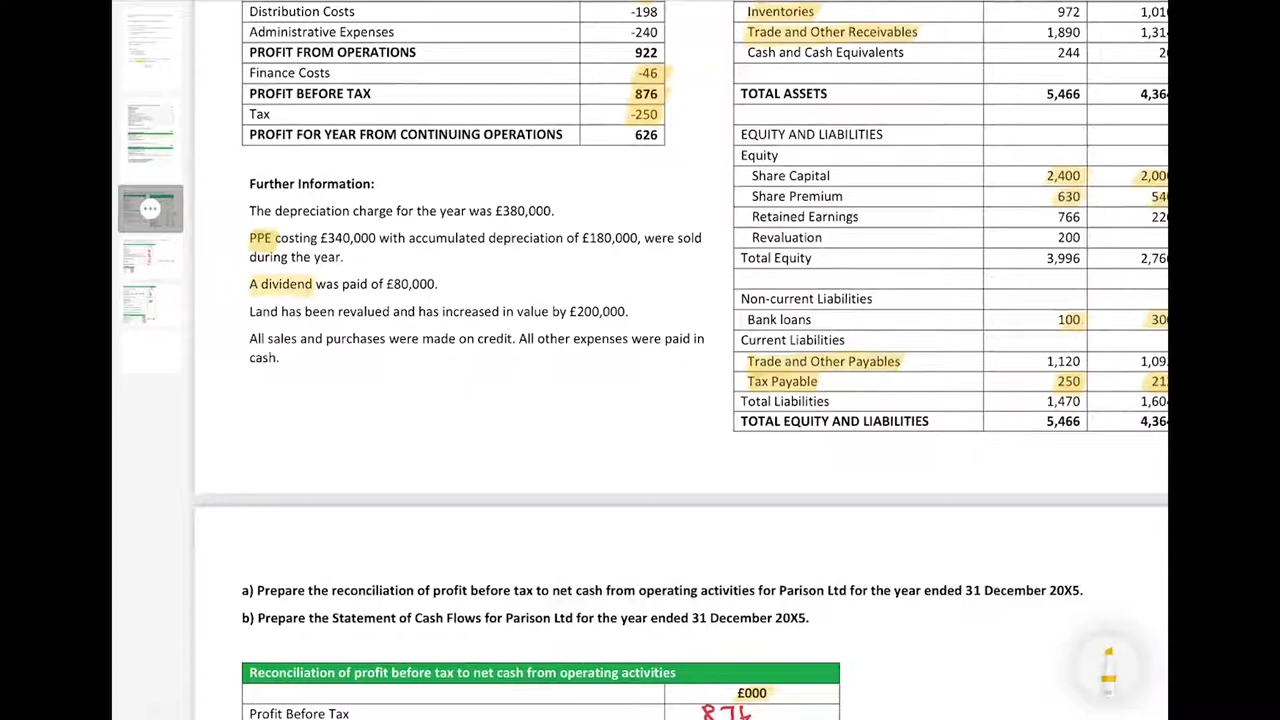 Distribution Costs -198
Administrative Expenses -240
PROFIT FROM OPERATIONS 922
Finance Costs -46
PROFIT BEFORE TAX 876
Tax -250
PROFIT FOR YEAR FROM CONTINUING OPERATIONS 626
Further Information:
The depreciation charge for the year was £380,000.
PPE costing £340,000 with accumulated depreciation of £180,000, were sold
during the year.
A dividend was paid of £80,000.
Land has been revalued and has increased in value by £200,000.
All sales and purchases were made on credit. All other expenses were paid in
cash.
Inventories 972
Trade and Other Receivables 1,890
Cash and Cash Equivalents 244
TOTAL ASSETS 5,466
EQUITY AND LIABILITIES
Equity
Share Capital 2,400
Share Premium 630
Retained Earnings 766
Revaluation 200
Total Equity 3,996
Non-current Liabilities
Bank loans 100
Current Liabilities
Trade and Other Payables 1,120
Tax Payable 250
Total Liabilities 1,470
TOTAL EQUITY AND LIABILITIES 5,466
a) Prepare the reconciliation of profit before tax to net cash from operating activities for Parison Ltd for the year ended 31 December 20X5.
b) Prepare the Statement of Cash Flows for Parison Ltd for the year ended 31 December 20X5.
Reconciliation of profit before tax to net cash from operating activities
£000
Profit Before Tax 876